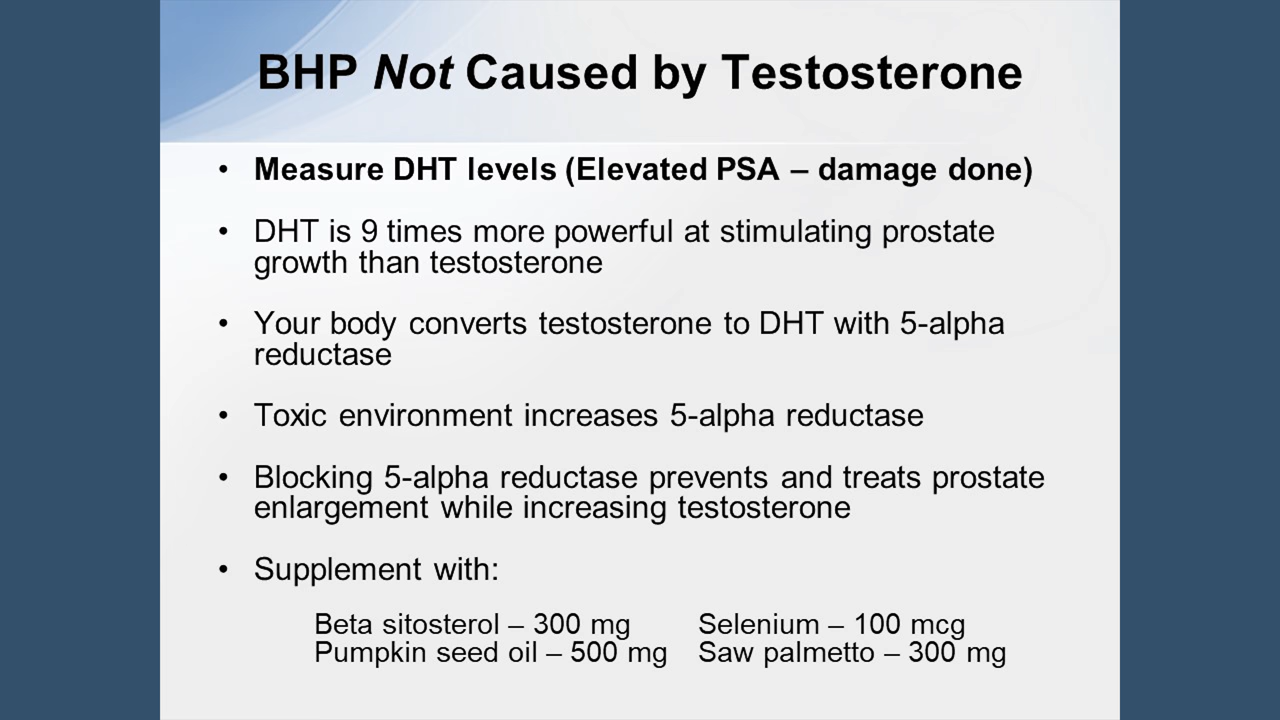 BHP Not Caused by Testosterone
• Measure DHT levels (Elevated PSA – damage done)
• DHT is 9 times more powerful at stimulating prostate
growth than testosterone
• Your body converts testosterone to DHT with 5-alpha
reductase
• Toxic environment increases 5-alpha reductase
• Blocking 5-alpha reductase prevents and treats prostate
enlargement while increasing testosterone
• Supplement with:
Beta sitosterol – 300 mg Selenium – 100 mcg
Pumpkin seed oil – 500 mg Saw palmetto – 300 mg